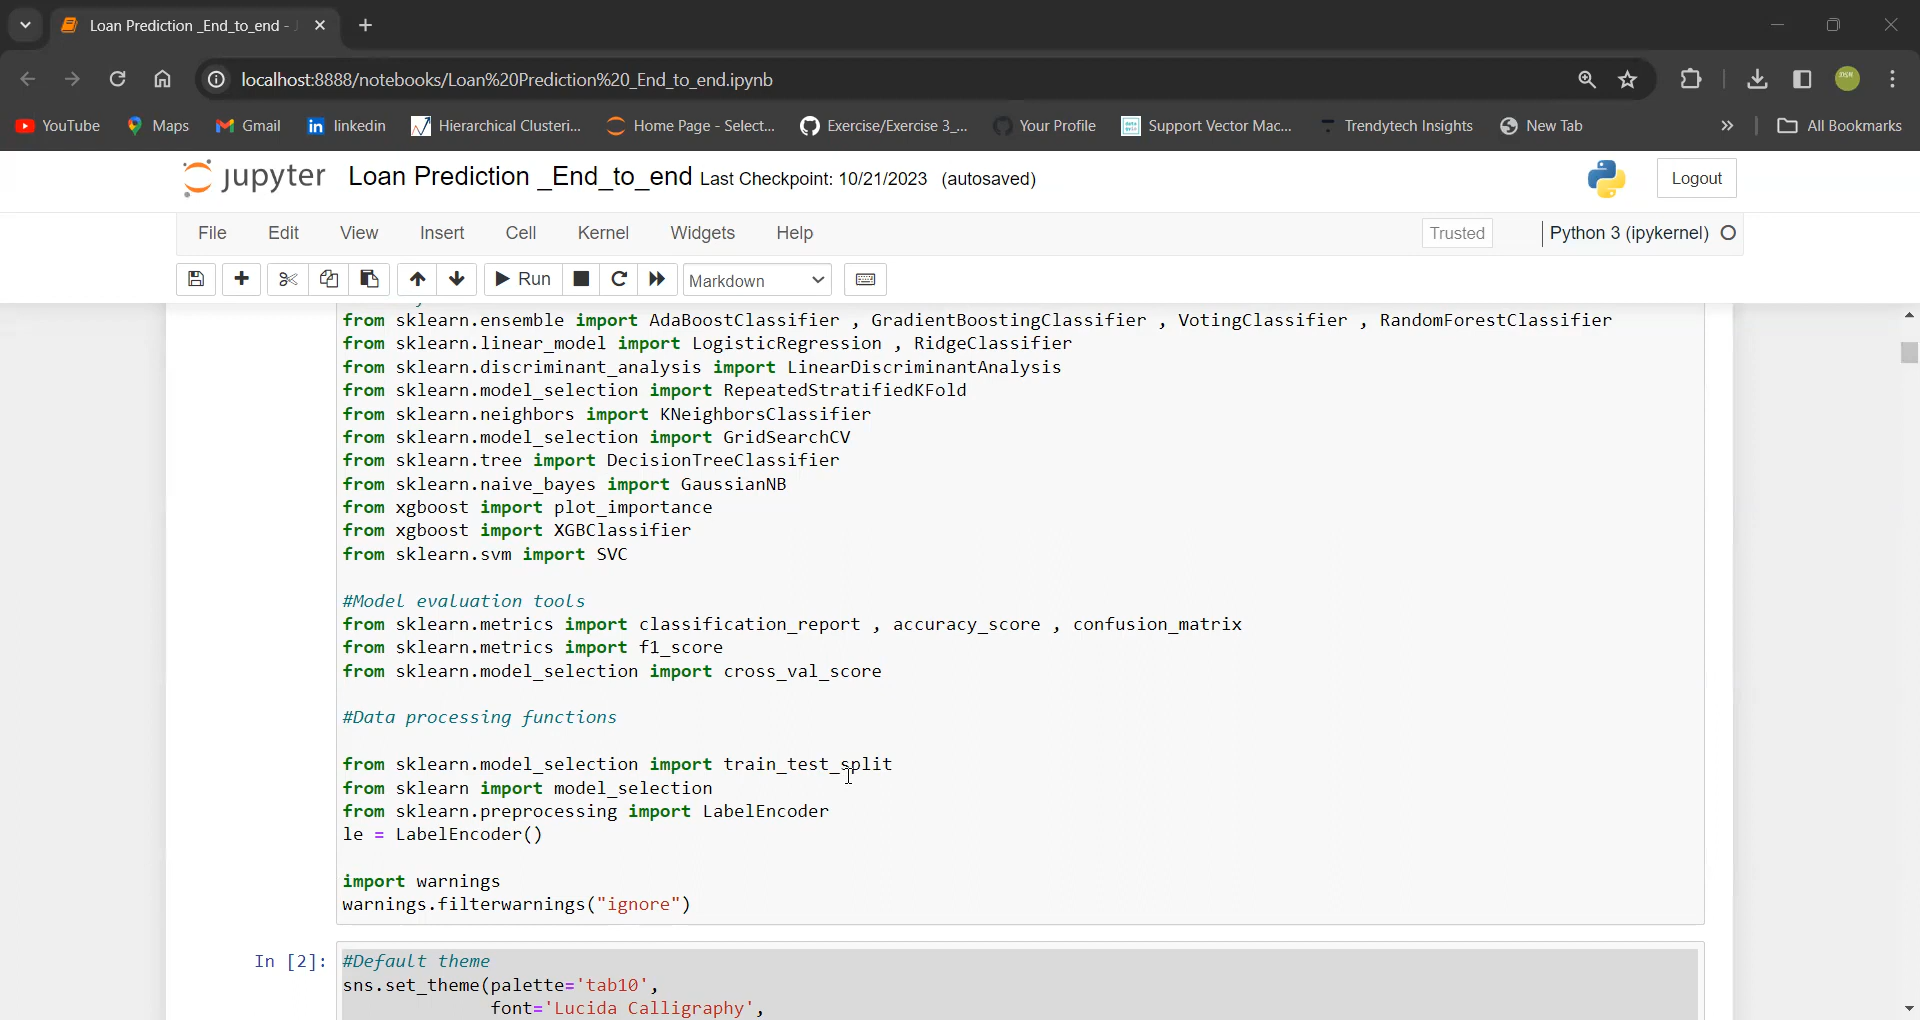 Loan Prediction _End_to_end -
localhost:8888/notebooks/Loan%20Prediction%20_End_to_end.ipynb
YouTube Maps Gmail linkedin Hierarchical Clusteri... Home Page - Select... Exercise/Exercise 3_... Your Profile Support Vector Mac... Trendytech Insights New Tab » All Bookmarks
jupyter Loan Prediction _End_to_end Last Checkpoint: 10/21/2023 (autosaved) Logout
File Edit View Insert Cell Kernel Widgets Help Trusted Python 3 (ipykernel)
Run Markdown
from sklearn.ensemble import AdaBoostClassifier , GradientBoostingClassifier , VotingClassifier , RandomForestClassifier
from sklearn.linear_model import LogisticRegression , RidgeClassifier
from sklearn.discriminant_analysis import LinearDiscriminantAnalysis
from sklearn.model_selection import RepeatedStratifiedKFold
from sklearn.neighbors import KNeighborsClassifier
from sklearn.model_selection import GridSearchCV
from sklearn.tree import DecisionTreeClassifier
from sklearn.naive_bayes import GaussianNB
from xgboost import plot_importance
from xgboost import XGBClassifier
from sklearn.svm import SVC
#Model evaluation tools
from sklearn.metrics import classification_report , accuracy_score , confusion_matrix
from sklearn.metrics import f1_score
from sklearn.model_selection import cross_val_score
#Data processing functions
from sklearn.model_selection import train_test_split
from sklearn import model_selection
from sklearn.preprocessing import LabelEncoder
le = LabelEncoder()
import warnings
warnings.filterwarnings("ignore")
In [2]: #Default theme
sns.set_theme(palette='tab10',
font='Lucida Calligraphy',